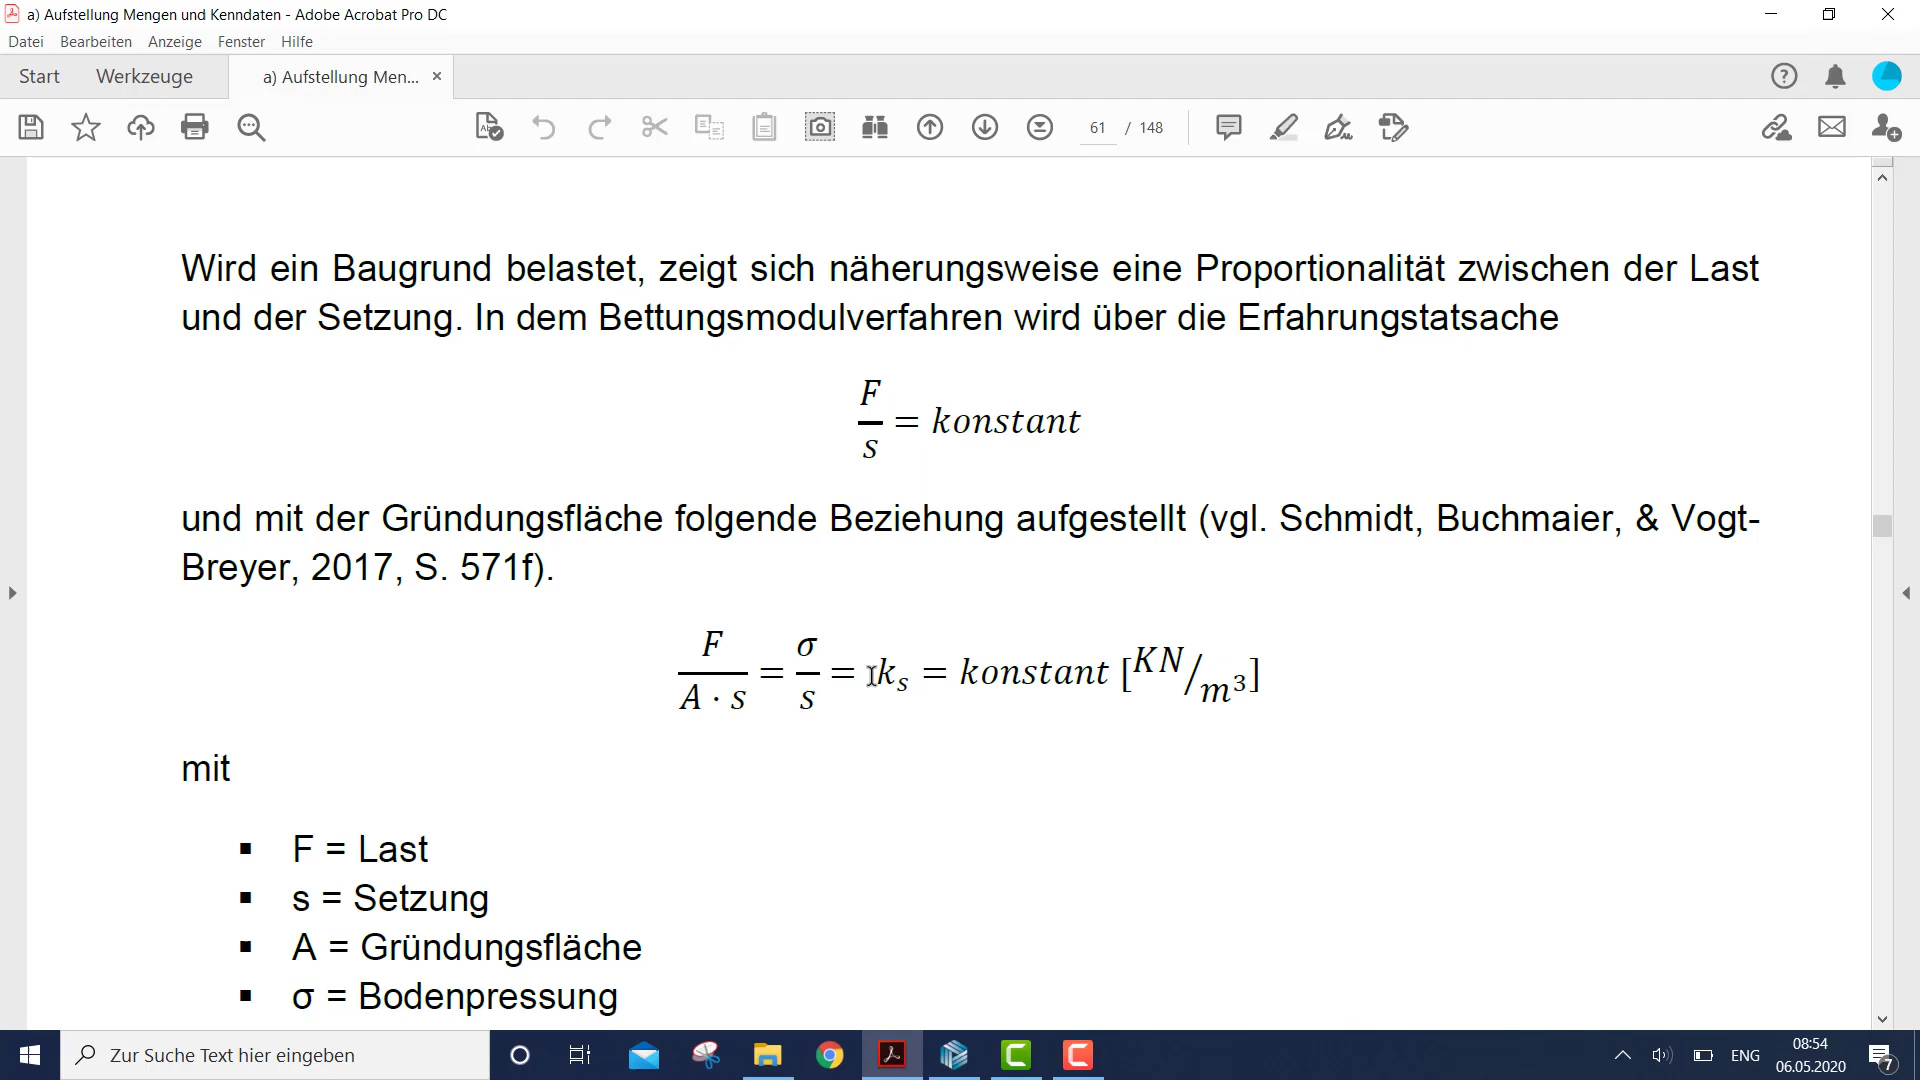 a) Aufstellung Mengen und Kenndaten - Adobe Acrobat Pro DC
Datei Bearbeiten Anzeige Fenster Hilfe
Start Werkzeuge a) Aufstellung Men... ×
61 / 148
Wird ein Baugrund belastet, zeigt sich näherungsweise eine Proportionalität zwischen der Last
und der Setzung. In dem Bettungsmodulverfahren wird über die Erfahrungstatsache
F/s = konstant
und mit der Gründungsfläche folgende Beziehung aufgestellt (vgl. Schmidt, Buchmaier, & Vogt-
Breyer, 2017, S. 571f).
F/(A · s) = σ/s = kₛ = konstant [KN/m³]
mit
▪ F = Last
▪ s = Setzung
▪ A = Gründungsfläche
▪ σ = Bodenpressung
Zur Suche Text hier eingeben
ENG
08:54
06.05.2020
7